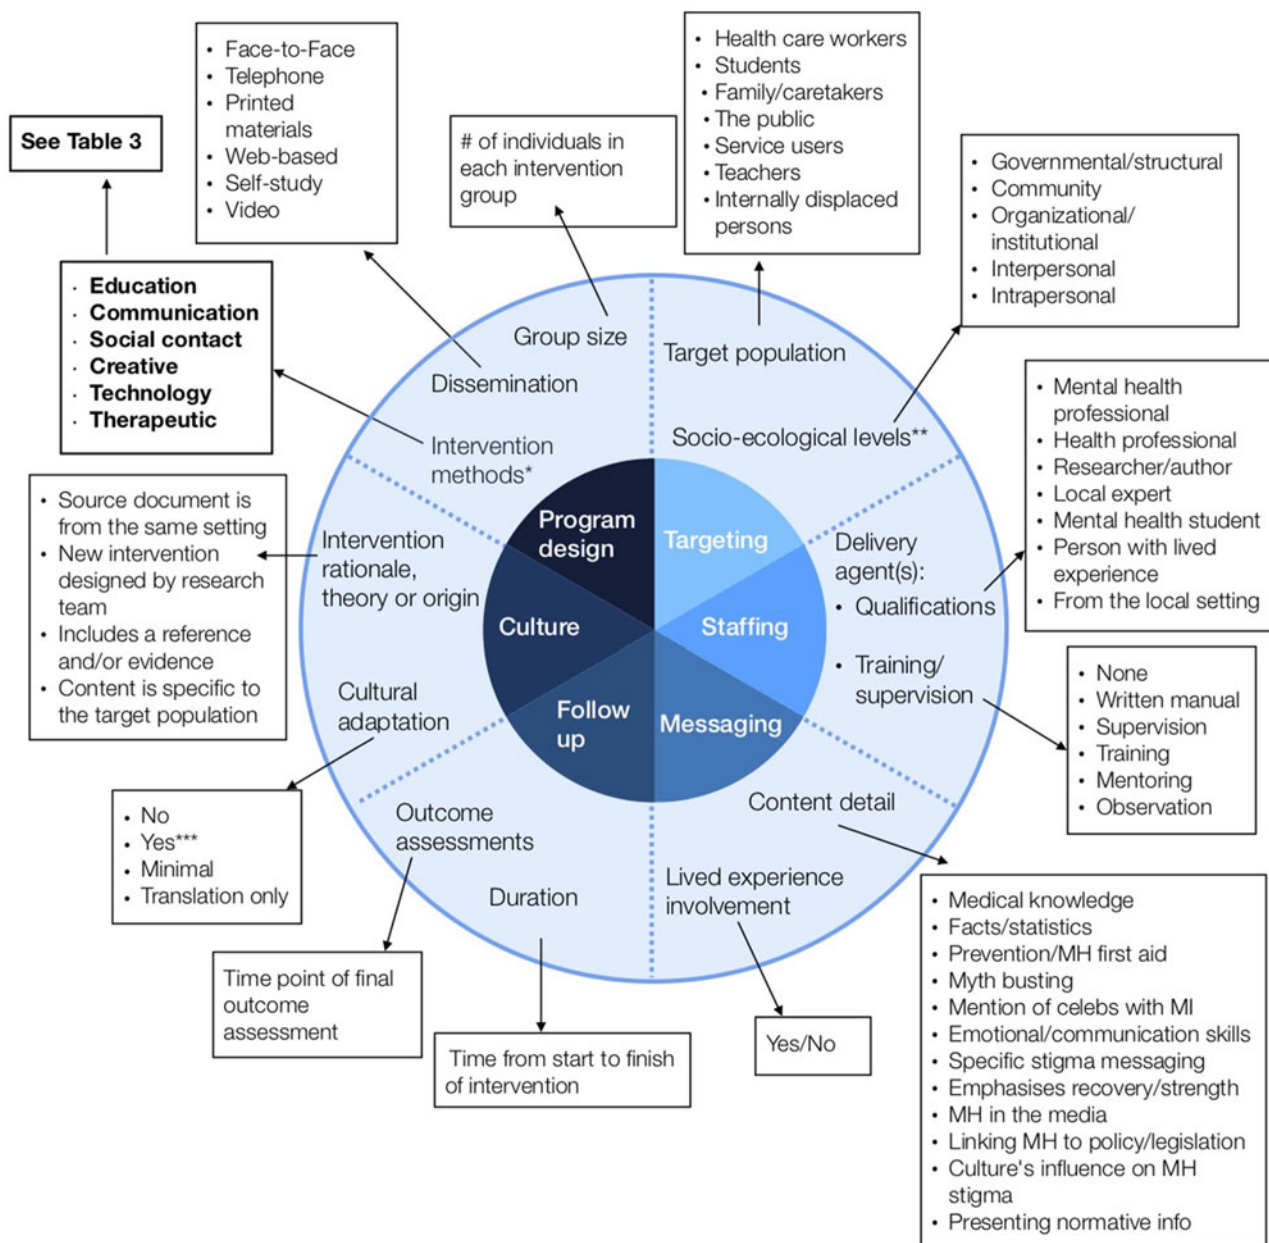 See Table 3
• Face-to-Face
• Telephone
• Printed
materials
• Web-based
• Self-study
• Video
# of individuals in
each intervention
group
• Health care workers
• Students
• Family/caretakers
• The public
• Service users
• Teachers
• Internally displaced
persons
• Governmental/structural
• Community
• Organizational/
institutional
• Interpersonal
• Intrapersonal
· Education
· Communication
· Social contact
· Creative
· Technology
· Therapeutic
Group size
Dissemination
Intervention
methods*
Target population
Socio-ecological levels**
• Mental health
professional
• Health professional
• Researcher/author
• Local expert
• Mental health student
• Person with lived
experience
• From the local setting
• Source document is
from the same setting
• New intervention
designed by research
team
• Includes a reference
and/or evidence
• Content is specific to
the target population
Intervention
rationale,
theory or origin
Cultural
adaptation
Program
design
Targeting
Culture
Staffing
Follow
up
Messaging
Delivery
agent(s):
• Qualifications
• Training/
supervision
• None
• Written manual
• Supervision
• Training
• Mentoring
• Observation
• No
• Yes***
• Minimal
• Translation only
Outcome
assessments
Duration
Content detail
Lived experience
involvement
Time point of final
outcome
assessment
Time from start to finish
of intervention
Yes/No
• Medical knowledge
• Facts/statistics
• Prevention/MH first aid
• Myth busting
• Mention of celebs with MI
• Emotional/communication skills
• Specific stigma messaging
• Emphasises recovery/strength
• MH in the media
• Linking MH to policy/legislation
• Culture's influence on MH
stigma
• Presenting normative info